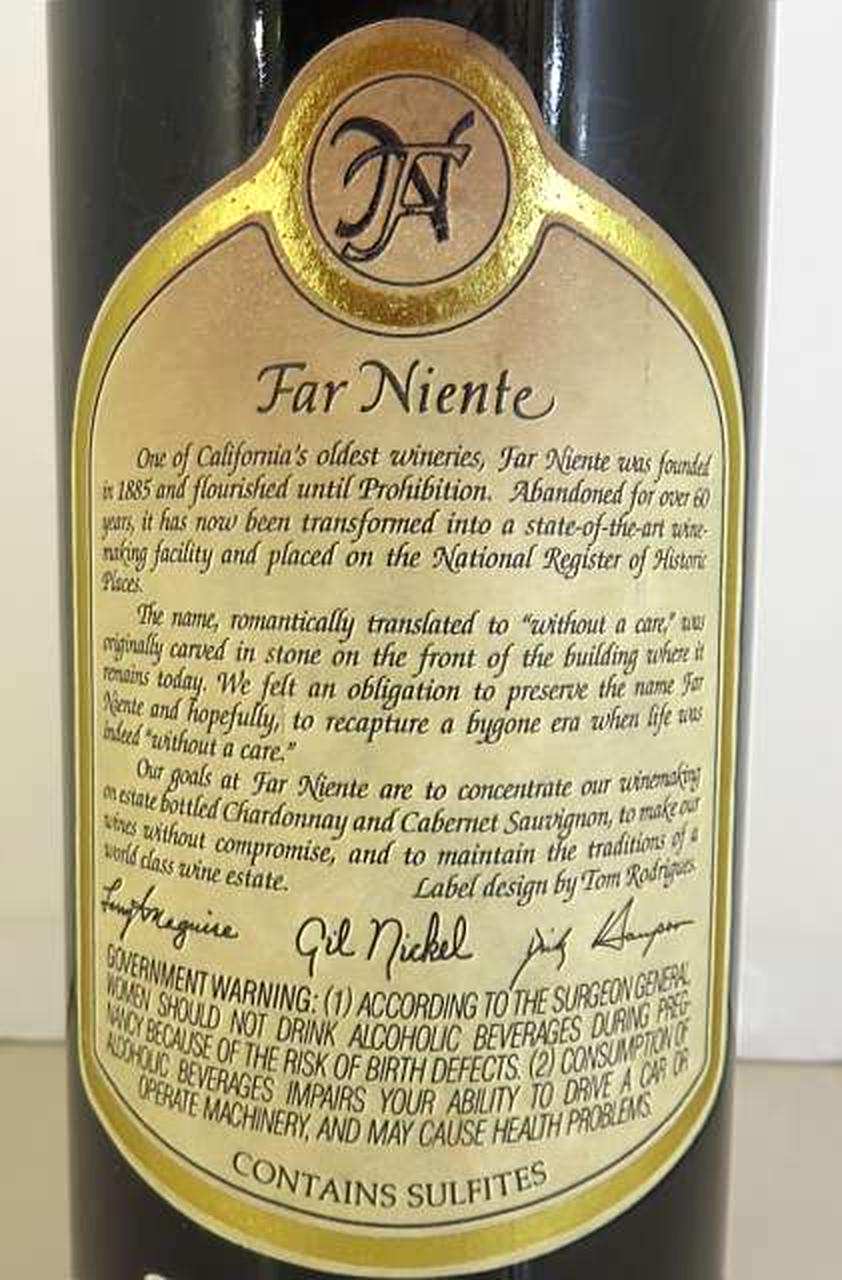 Far Niente
One of California's oldest wineries, Far Niente was founded
in 1885 and flourished until Prohibition. Abandoned for over 60
years, it has now been transformed into a state-of-the-art wine-
making facility and placed on the National Register of Historic
Places.
The name, romantically translated to "without a care," was
originally carved in stone on the front of the building where it
remains today. We felt an obligation to preserve the name Far
Niente and hopefully, to recapture a bygone era when life was
indeed "without a care."
Our goals at Far Niente are to concentrate our winemaking
on estate bottled Chardonnay and Cabernet Sauvignon, to make our
wines without compromise, and to maintain the traditions of a
world class wine estate. Label design by Tom Rodrigues.
Larry Maguire Gil Nickel Dirk Hampson
GOVERNMENT WARNING: (1) ACCORDING TO THE SURGEON GENERAL
WOMEN SHOULD NOT DRINK ALCOHOLIC BEVERAGES DURING PREG-
NANCY BECAUSE OF THE RISK OF BIRTH DEFECTS. (2) CONSUMPTION OF
ALCOHOLIC BEVERAGES IMPAIRS YOUR ABILITY TO DRIVE A CAR OR
OPERATE MACHINERY, AND MAY CAUSE HEALTH PROBLEMS.
CONTAINS SULFITES